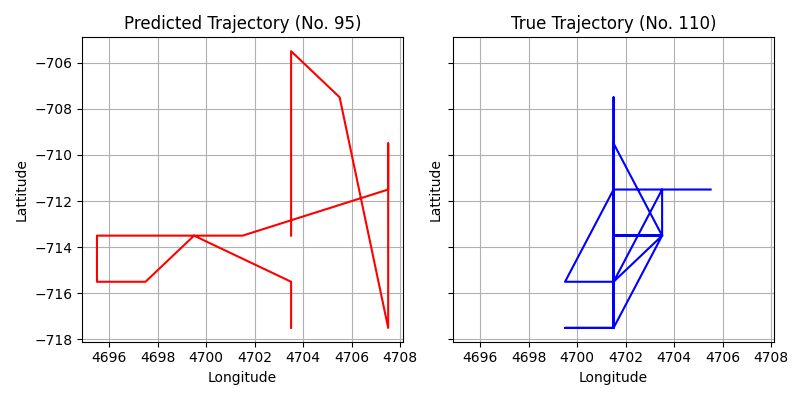 Predicted Trajectory (No. 95)
True Trajectory (No. 110)
−706
−708
−710
−712
−714
−716
−718
Lattitude
Lattitude
4696 4698 4700 4702 4704 4706 4708
4696 4698 4700 4702 4704 4706 4708
Longitude
Longitude